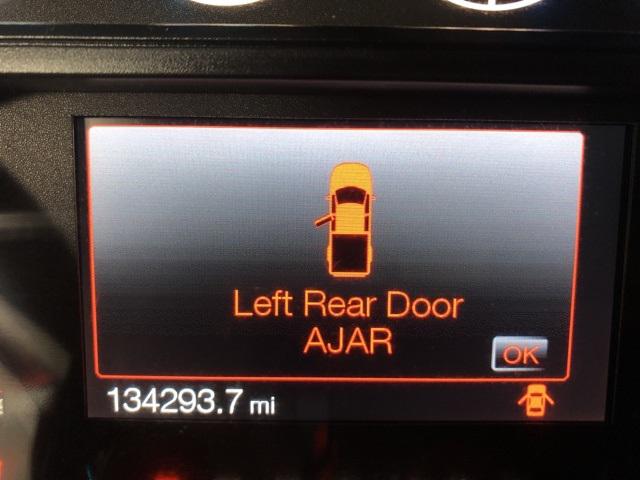 Left Rear Door
AJAR
OK
134293.7 mi